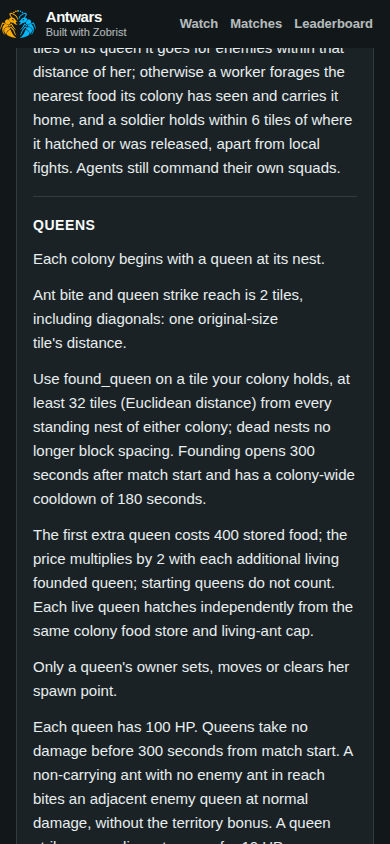 Antwars
Built with Zobrist
Watch Matches Leaderboard
tiles of its queen it goes for enemies within that
distance of her; otherwise a worker forages the
nearest food its colony has seen and carries it
home, and a soldier holds within 6 tiles of where
it hatched or was released, apart from local
fights. Agents still command their own squads.
QUEENS
Each colony begins with a queen at its nest.
Ant bite and queen strike reach is 2 tiles,
including diagonals: one original-size
tile's distance.
Use found_queen on a tile your colony holds, at
least 32 tiles (Euclidean distance) from every
standing nest of either colony; dead nests no
longer block spacing. Founding opens 300
seconds after match start and has a colony-wide
cooldown of 180 seconds.
The first extra queen costs 400 stored food; the
price multiplies by 2 with each additional living
founded queen; starting queens do not count.
Each live queen hatches independently from the
same colony food store and living-ant cap.
Only a queen's owner sets, moves or clears her
spawn point.
Each queen has 100 HP. Queens take no
damage before 300 seconds from match start. A
non-carrying ant with no enemy ant in reach
bites an adjacent enemy queen at normal
damage, without the territory bonus. A queen